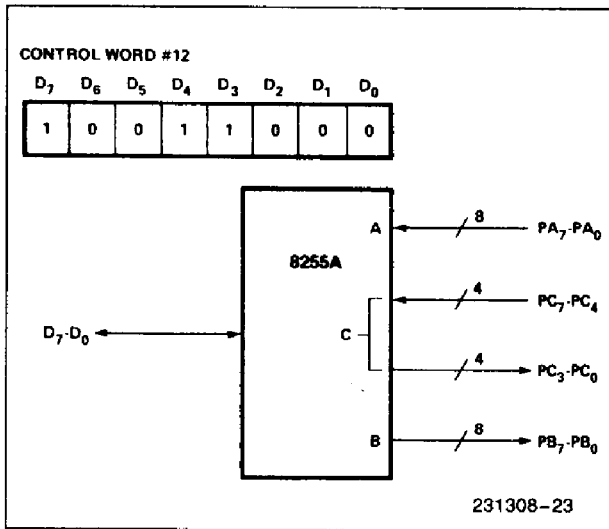 CONTROL WORD #12
D₇ D₆ D₅ D₄ D₃ D₂ D₁ D₀
1 0 0 1 1 0 0 0
A 8 PA₇-PA₀
8255A
4 PC₇-PC₄
D₇-D₀ C
4 PC₃-PC₀
B 8 PB₇-PB₀
231308-23